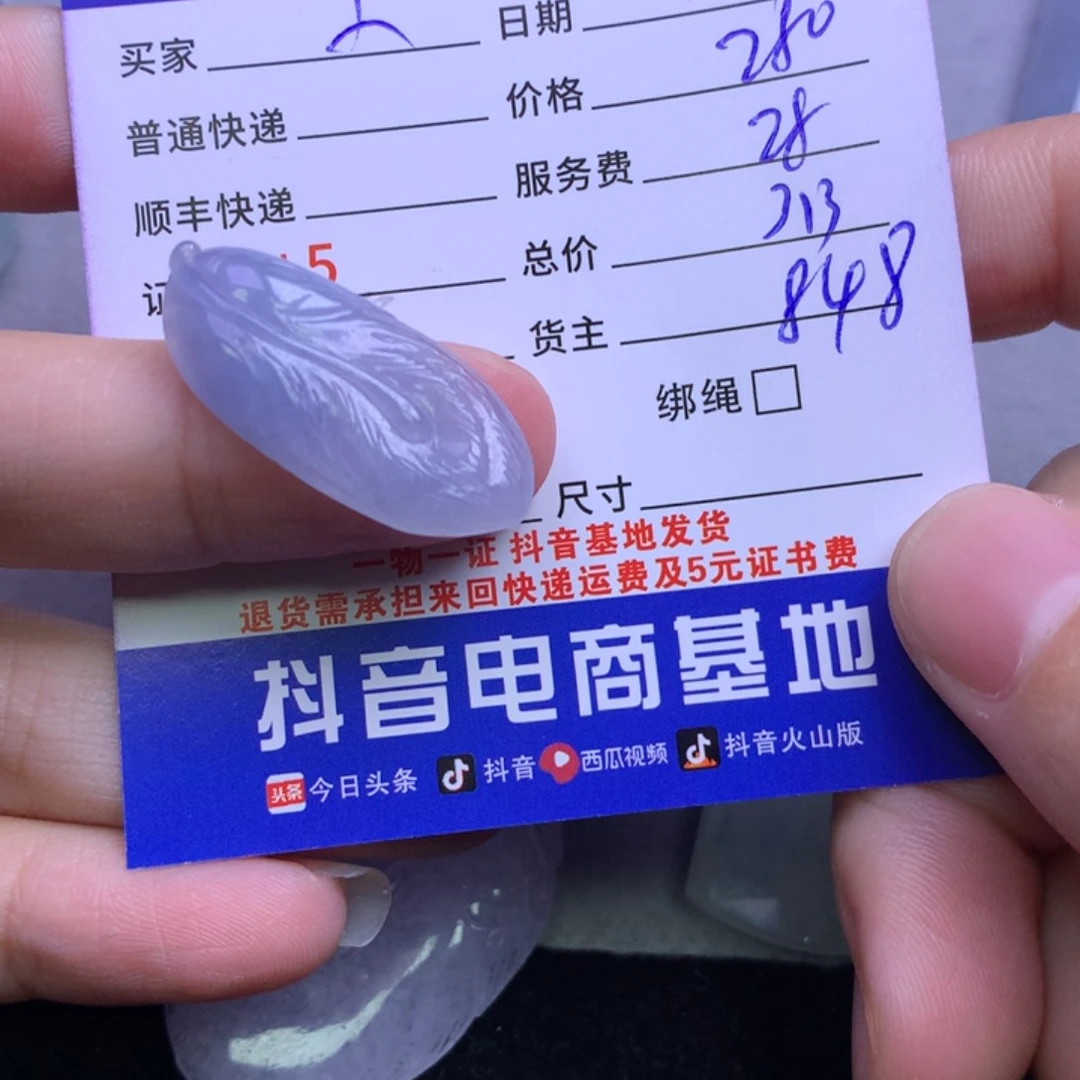 买家 日期
普通快递 价格 280
顺丰快递 服务费 28
证 5 总价 313
货主 848
绑绳
尺寸
一物一证 抖音基地发货
退货需承担来回快递运费及5元证书费
抖音电商基地
头条 今日头条 抖音 西瓜视频 抖音火山版